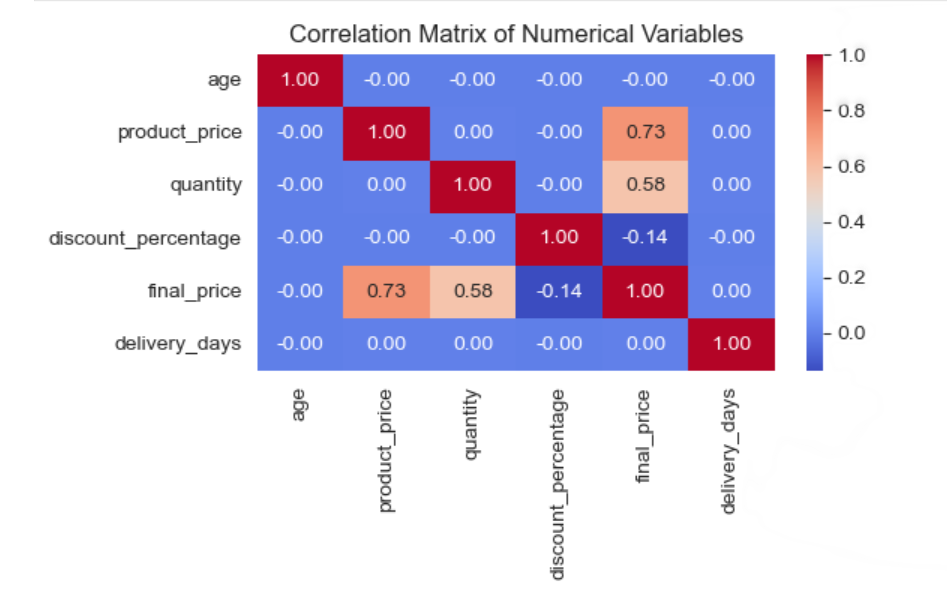 Correlation Matrix of Numerical Variables
age 1.00 -0.00 -0.00 -0.00 -0.00 -0.00
product_price -0.00 1.00 0.00 -0.00 0.73 0.00
quantity -0.00 0.00 1.00 -0.00 0.58 0.00
discount_percentage -0.00 -0.00 -0.00 1.00 -0.14 -0.00
final_price -0.00 0.73 0.58 -0.14 1.00 0.00
delivery_days -0.00 0.00 0.00 -0.00 0.00 1.00
age
product_price
quantity
discount_percentage
final_price
delivery_days
1.0
0.8
0.6
0.4
0.2
0.0